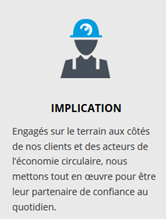 IMPLICATION
Engagés sur le terrain aux côtés
de nos clients et des acteurs de
l'économie circulaire, nous
mettons tout en œuvre pour être
leur partenaire de confiance au
quotidien.